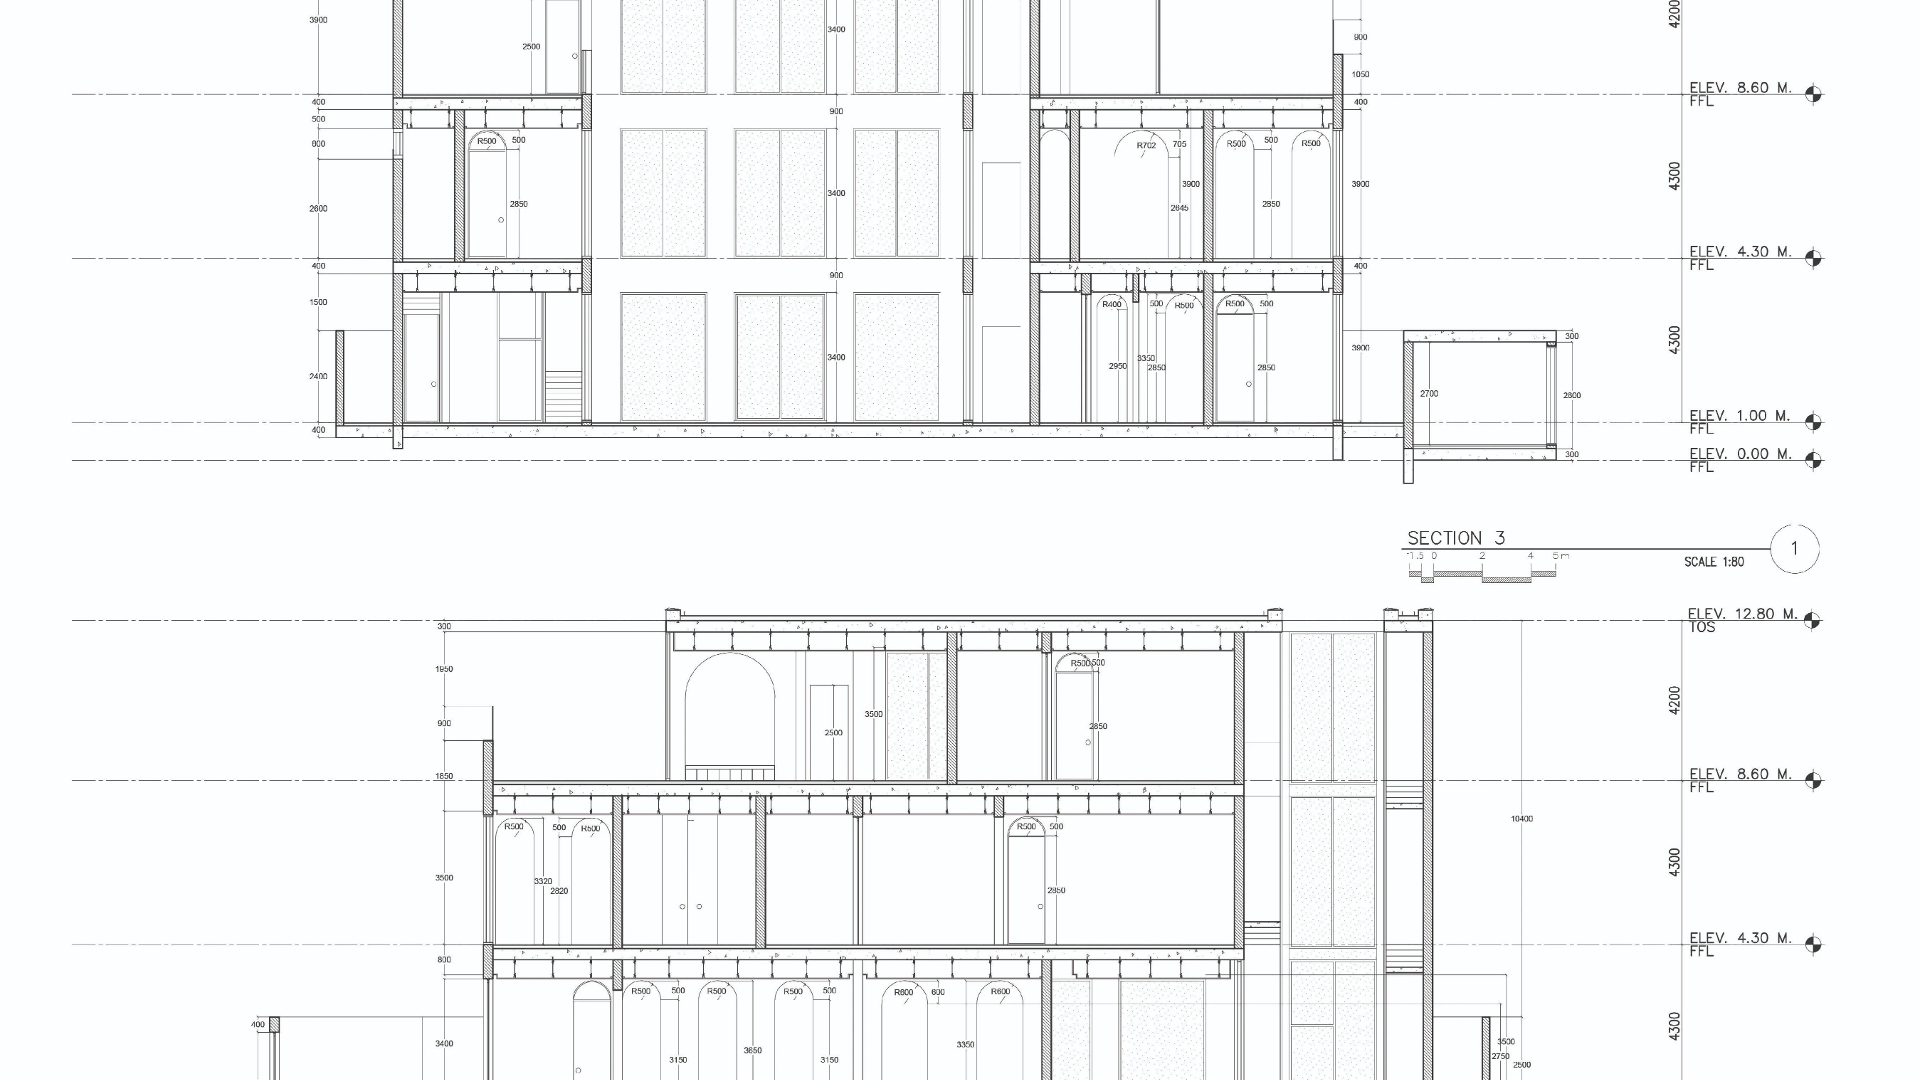 3900
2500
3400
4200
900
1050
400
900
400
500
800
R500 500
R702 705
R500 500 R500
2600
2850
3400
3900
2645
2850
3900
4300
ELEV. 8.60 M.
FFL
400
900
400
ELEV. 4.30 M.
FFL
1500
R400 500 R500
R500 500
2400
3400
2950
3350
2850
2850
3900
300
2700
2800
300
4300
400
ELEV. 1.00 M.
FFL
ELEV. 0.00 M.
FFL
SECTION 3
1
1.5 0 2 4 5m
SCALE 1:80
ELEV. 12.80 M.
TOS
300
1950
900
1850
R500 500
3500
2500
2850
4200
ELEV. 8.60 M.
FFL
R500 500 R500
R500 500
3500
3320
2820
2850
10400
4300
ELEV. 4.30 M.
FFL
800
R500 500
R500
R500 500
R600 600
R600
400
3400
3150
3650
3150
3350
3500
2750
2500
4300